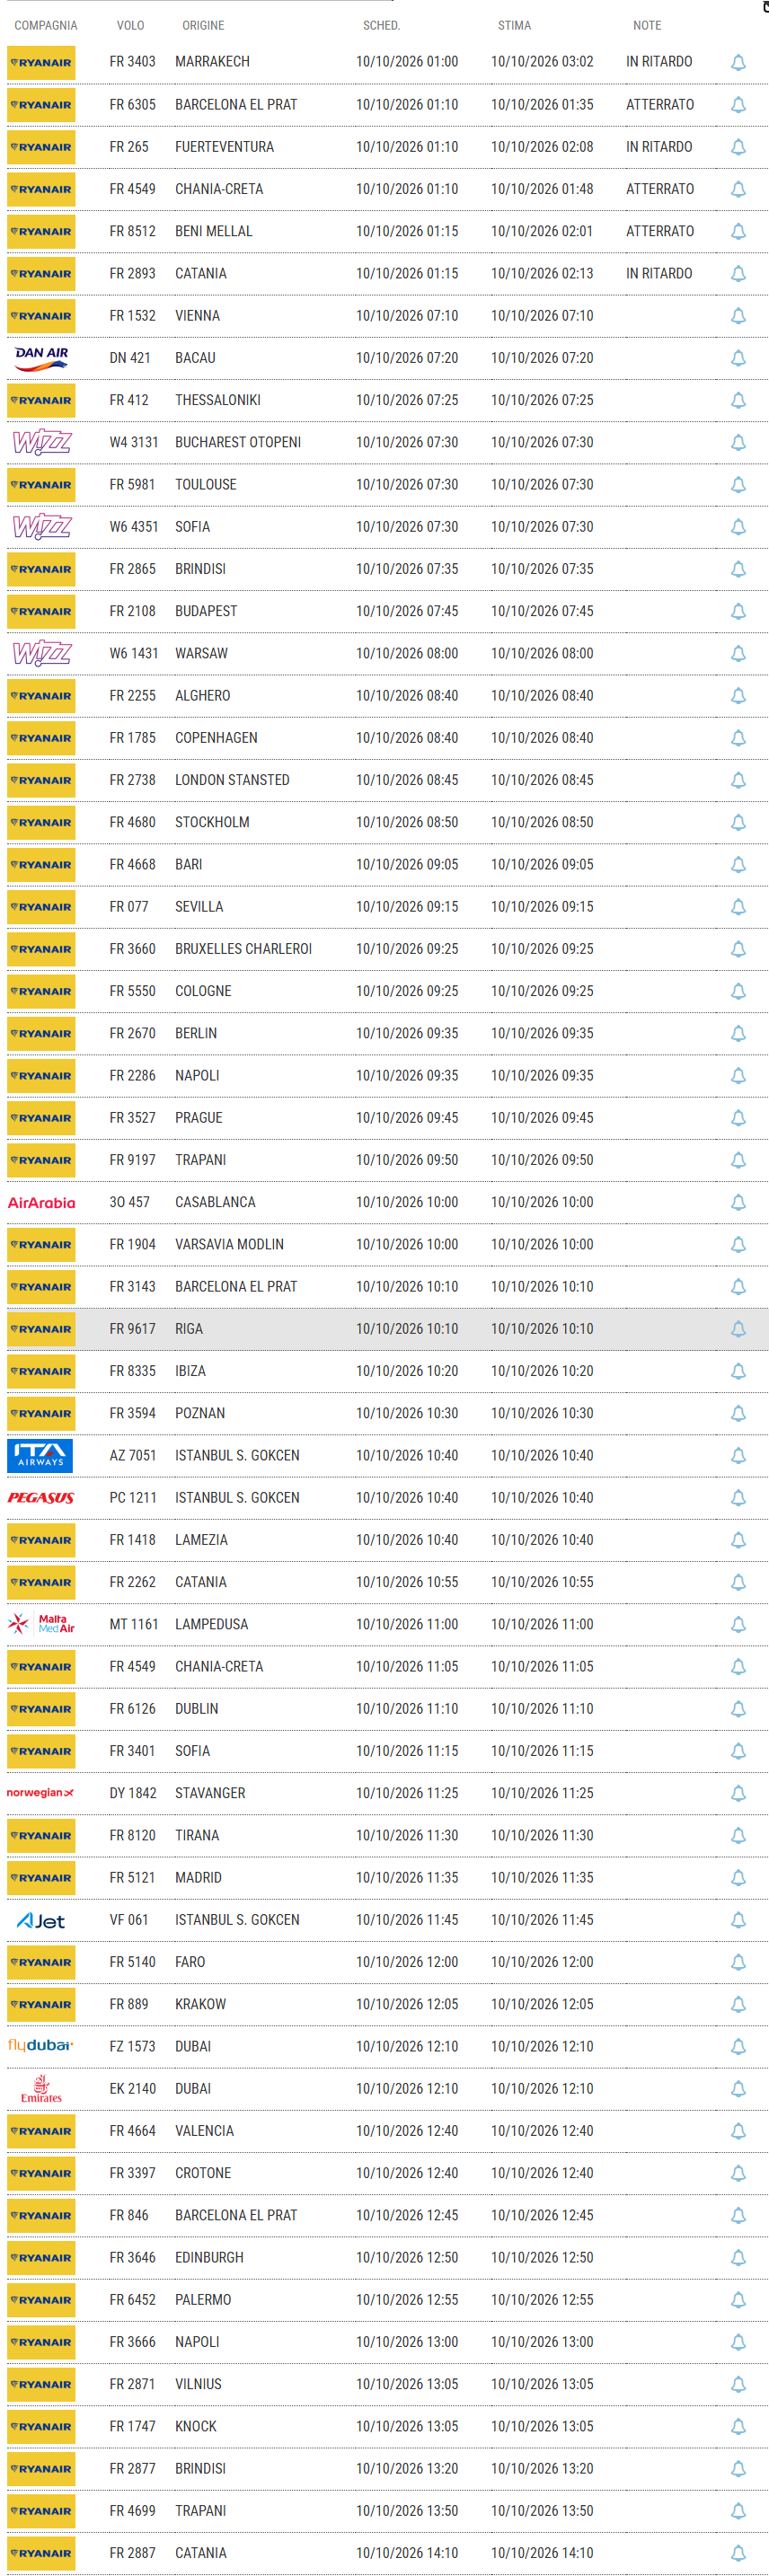 COMPAGNIA VOLO ORIGINE SCHED. STIMA NOTE
RYANAIR FR 3403 MARRAKECH 10/10/2026 01:00 10/10/2026 03:02 IN RITARDO
RYANAIR FR 6305 BARCELONA EL PRAT 10/10/2026 01:10 10/10/2026 01:35 ATTERRATO
RYANAIR FR 265 FUERTEVENTURA 10/10/2026 01:10 10/10/2026 02:08 IN RITARDO
RYANAIR FR 4549 CHANIA-CRETA 10/10/2026 01:10 10/10/2026 01:48 ATTERRATO
RYANAIR FR 8512 BENI MELLAL 10/10/2026 01:15 10/10/2026 02:01 ATTERRATO
RYANAIR FR 2893 CATANIA 10/10/2026 01:15 10/10/2026 02:13 IN RITARDO
RYANAIR FR 1532 VIENNA 10/10/2026 07:10 10/10/2026 07:10
DAN AIR DN 421 BACAU 10/10/2026 07:20 10/10/2026 07:20
RYANAIR FR 412 THESSALONIKI 10/10/2026 07:25 10/10/2026 07:25
WIZZ W4 3131 BUCHAREST OTOPENI 10/10/2026 07:30 10/10/2026 07:30
RYANAIR FR 5981 TOULOUSE 10/10/2026 07:30 10/10/2026 07:30
WIZZ W6 4351 SOFIA 10/10/2026 07:30 10/10/2026 07:30
RYANAIR FR 2865 BRINDISI 10/10/2026 07:35 10/10/2026 07:35
RYANAIR FR 2108 BUDAPEST 10/10/2026 07:45 10/10/2026 07:45
WIZZ W6 1431 WARSAW 10/10/2026 08:00 10/10/2026 08:00
RYANAIR FR 2255 ALGHERO 10/10/2026 08:40 10/10/2026 08:40
RYANAIR FR 1785 COPENHAGEN 10/10/2026 08:40 10/10/2026 08:40
RYANAIR FR 2738 LONDON STANSTED 10/10/2026 08:45 10/10/2026 08:45
RYANAIR FR 4680 STOCKHOLM 10/10/2026 08:50 10/10/2026 08:50
RYANAIR FR 4668 BARI 10/10/2026 09:05 10/10/2026 09:05
RYANAIR FR 077 SEVILLA 10/10/2026 09:15 10/10/2026 09:15
RYANAIR FR 3660 BRUXELLES CHARLEROI 10/10/2026 09:25 10/10/2026 09:25
RYANAIR FR 5550 COLOGNE 10/10/2026 09:25 10/10/2026 09:25
RYANAIR FR 2670 BERLIN 10/10/2026 09:35 10/10/2026 09:35
RYANAIR FR 2286 NAPOLI 10/10/2026 09:35 10/10/2026 09:35
RYANAIR FR 3527 PRAGUE 10/10/2026 09:45 10/10/2026 09:45
RYANAIR FR 9197 TRAPANI 10/10/2026 09:50 10/10/2026 09:50
AirArabia 3O 457 CASABLANCA 10/10/2026 10:00 10/10/2026 10:00
RYANAIR FR 1904 VARSAVIA MODLIN 10/10/2026 10:00 10/10/2026 10:00
RYANAIR FR 3143 BARCELONA EL PRAT 10/10/2026 10:10 10/10/2026 10:10
RYANAIR FR 9617 RIGA 10/10/2026 10:10 10/10/2026 10:10
RYANAIR FR 8335 IBIZA 10/10/2026 10:20 10/10/2026 10:20
RYANAIR FR 3594 POZNAN 10/10/2026 10:30 10/10/2026 10:30
ITA AIRWAYS AZ 7051 ISTANBUL S. GOKCEN 10/10/2026 10:40 10/10/2026 10:40
PEGASUS PC 1211 ISTANBUL S. GOKCEN 10/10/2026 10:40 10/10/2026 10:40
RYANAIR FR 1418 LAMEZIA 10/10/2026 10:40 10/10/2026 10:40
RYANAIR FR 2262 CATANIA 10/10/2026 10:55 10/10/2026 10:55
Malta MedAir MT 1161 LAMPEDUSA 10/10/2026 11:00 10/10/2026 11:00
RYANAIR FR 4549 CHANIA-CRETA 10/10/2026 11:05 10/10/2026 11:05
RYANAIR FR 6126 DUBLIN 10/10/2026 11:10 10/10/2026 11:10
RYANAIR FR 3401 SOFIA 10/10/2026 11:15 10/10/2026 11:15
norwegian DY 1842 STAVANGER 10/10/2026 11:25 10/10/2026 11:25
RYANAIR FR 8120 TIRANA 10/10/2026 11:30 10/10/2026 11:30
RYANAIR FR 5121 MADRID 10/10/2026 11:35 10/10/2026 11:35
AJet VF 061 ISTANBUL S. GOKCEN 10/10/2026 11:45 10/10/2026 11:45
RYANAIR FR 5140 FARO 10/10/2026 12:00 10/10/2026 12:00
RYANAIR FR 889 KRAKOW 10/10/2026 12:05 10/10/2026 12:05
flydubai FZ 1573 DUBAI 10/10/2026 12:10 10/10/2026 12:10
Emirates EK 2140 DUBAI 10/10/2026 12:10 10/10/2026 12:10
RYANAIR FR 4664 VALENCIA 10/10/2026 12:40 10/10/2026 12:40
RYANAIR FR 3397 CROTONE 10/10/2026 12:40 10/10/2026 12:40
RYANAIR FR 846 BARCELONA EL PRAT 10/10/2026 12:45 10/10/2026 12:45
RYANAIR FR 3646 EDINBURGH 10/10/2026 12:50 10/10/2026 12:50
RYANAIR FR 6452 PALERMO 10/10/2026 12:55 10/10/2026 12:55
RYANAIR FR 3666 NAPOLI 10/10/2026 13:00 10/10/2026 13:00
RYANAIR FR 2871 VILNIUS 10/10/2026 13:05 10/10/2026 13:05
RYANAIR FR 1747 KNOCK 10/10/2026 13:05 10/10/2026 13:05
RYANAIR FR 2877 BRINDISI 10/10/2026 13:20 10/10/2026 13:20
RYANAIR FR 4699 TRAPANI 10/10/2026 13:50 10/10/2026 13:50
RYANAIR FR 2887 CATANIA 10/10/2026 14:10 10/10/2026 14:10